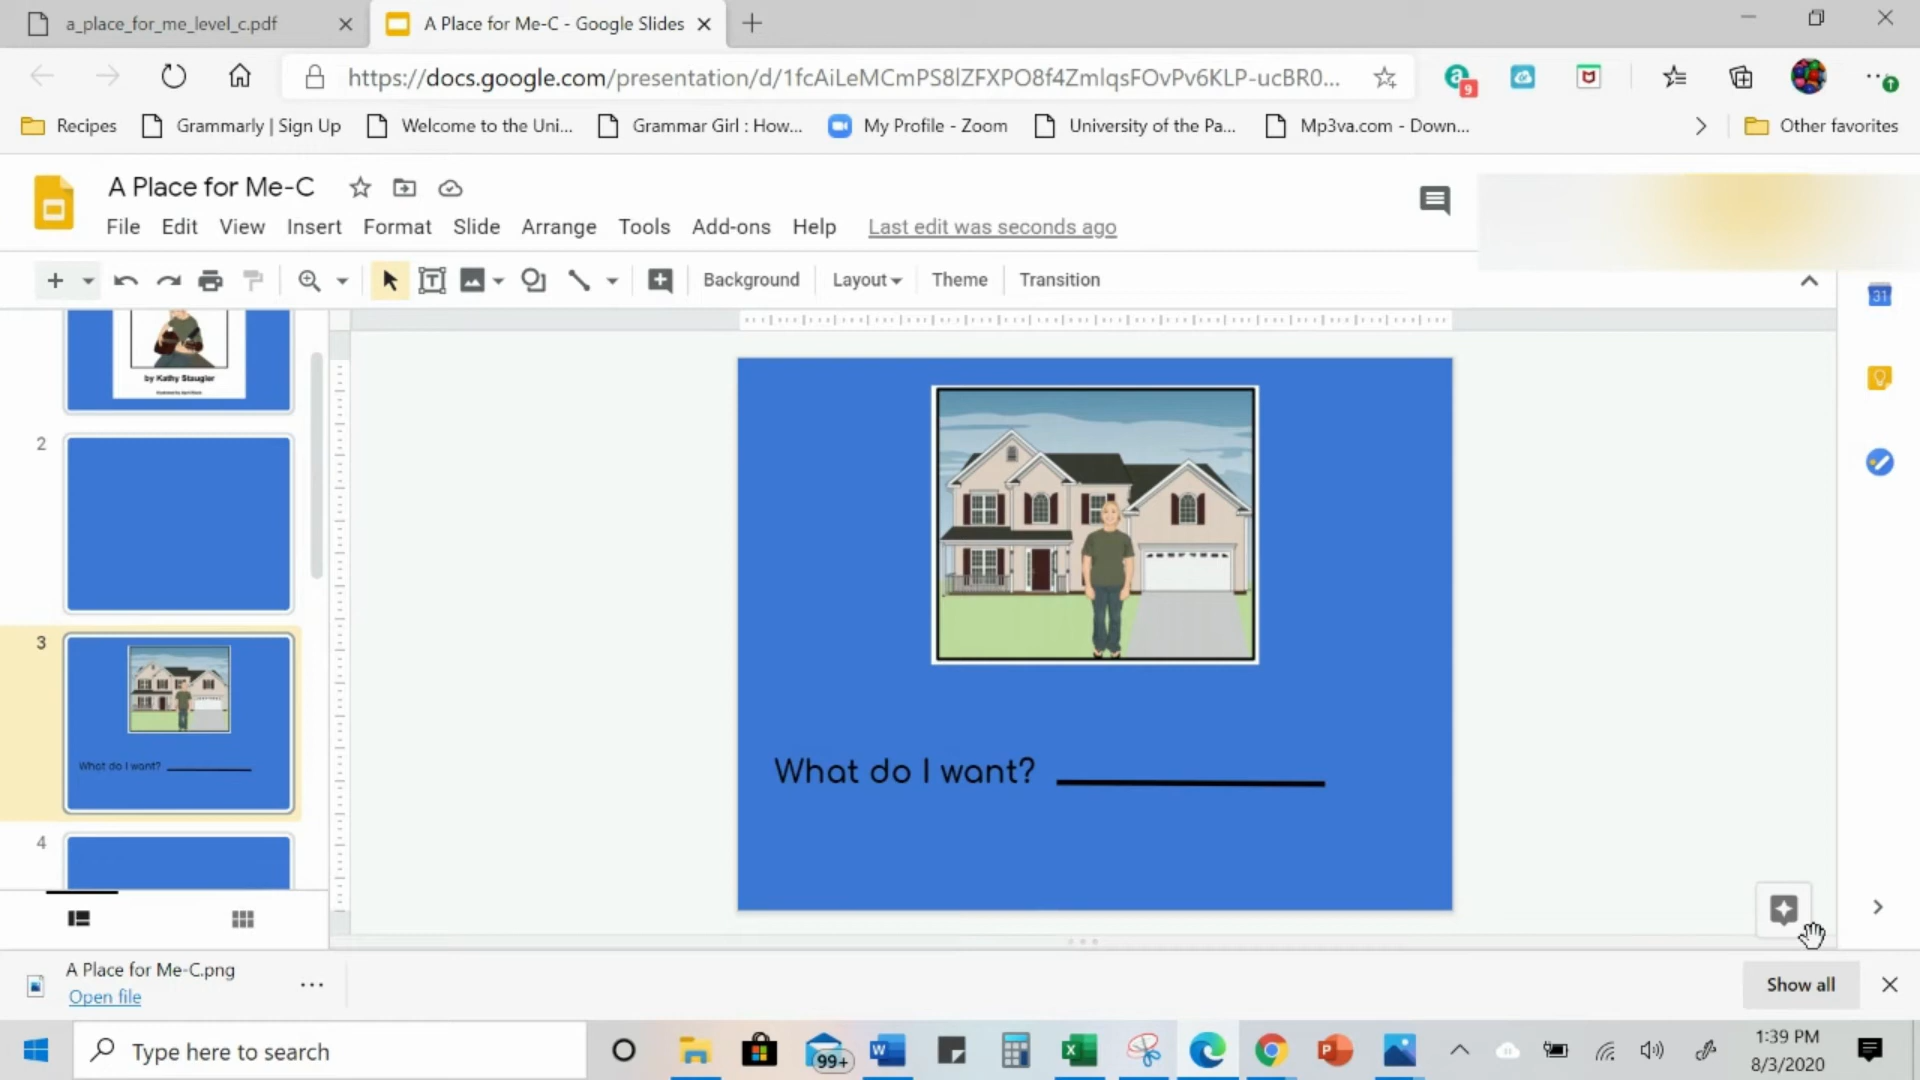 a_place_for_me_level_c.pdf
A Place for Me-C - Google Slides
https://docs.google.com/presentation/d/1fcAiLeMCmPS8lZFXPO8f4ZmlqsFOvPv6KLP-ucBR0...
9
Recipes
Grammarly | Sign Up
Welcome to the Uni...
Grammar Girl : How...
My Profile - Zoom
University of the Pa...
Mp3va.com - Down...
Other favorites
A Place for Me-C
File Edit View Insert Format Slide Arrange Tools Add-ons Help Last edit was seconds ago
Background Layout Theme Transition
31
by Kathy Staugler
2
3
What do I want?
4
What do I want?
A Place for Me-C.png
Open file
Show all
Type here to search
99+
1:39 PM
8/3/2020